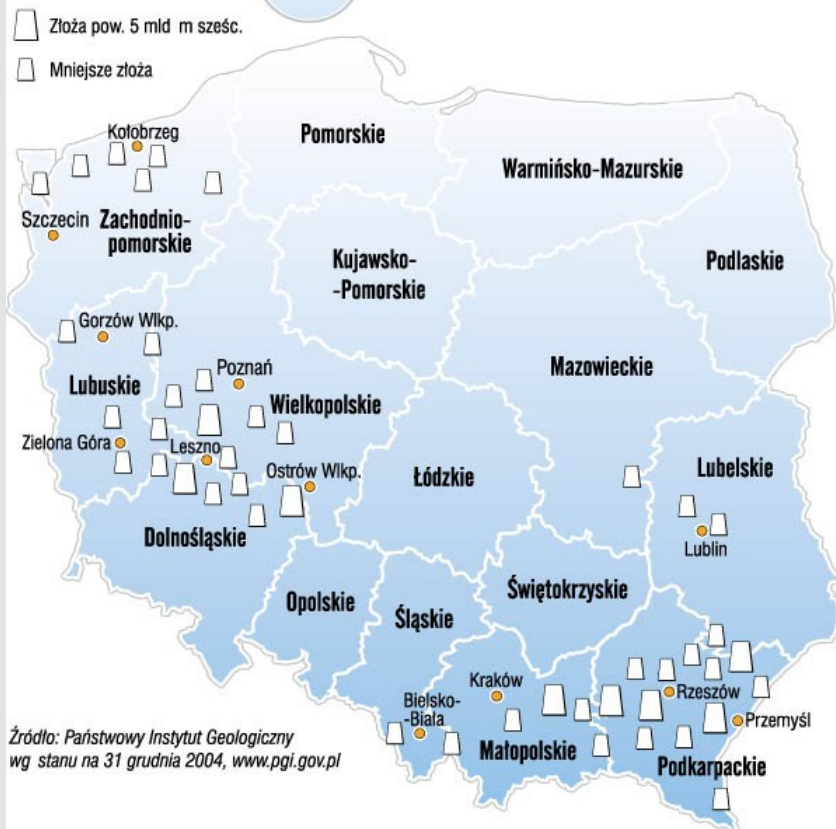 Złoża pow. 5 mld m sześc.
Mniejsze złoża
Kołobrzeg
Pomorskie
Warmińsko-Mazurskie
Szczecin
Zachodnio-
pomorskie
Kujawsko-
-Pomorskie
Podlaskie
Gorzów Wlkp.
Poznań
Mazowieckie
Lubuskie
Wielkopolskie
Zielona Góra
Leszno
Ostrów Wlkp.
Łódzkie
Lubelskie
Dolnośląskie
Lublin
Opolskie
Śląskie
Świętokrzyskie
Kraków
Rzeszów
Bielsko-
-Biała
Przemyśl
Małopolskie
Podkarpackie
Źródło: Państwowy Instytut Geologiczny
wg stanu na 31 grudnia 2004, www.pgi.gov.pl